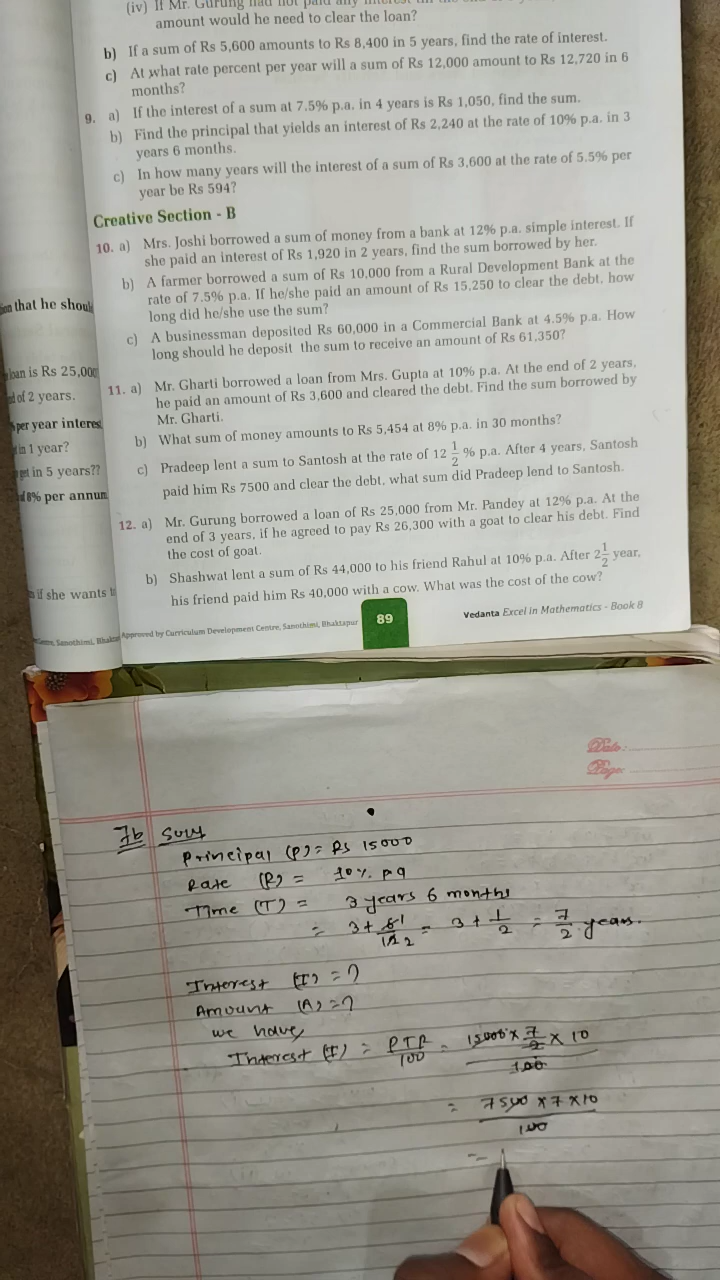 (iv) If Mr. Gurung had not paid any interest
amount would he need to clear the loan?
b) If a sum of Rs 5,600 amounts to Rs 8,400 in 5 years, find the rate of interest.
c) At what rate percent per year will a sum of Rs 12,000 amount to Rs 12,720 in 6
months?
9. a) If the interest of a sum at 7.5% p.a. in 4 years is Rs 1,050, find the sum.
b) Find the principal that yields an interest of Rs 2,240 at the rate of 10% p.a. in 3
years 6 months.
c) In how many years will the interest of a sum of Rs 3,600 at the rate of 5.5% per
year be Rs 594?
Creative Section - B
10. a) Mrs. Joshi borrowed a sum of money from a bank at 12% p.a. simple interest. If
she paid an interest of Rs 1,920 in 2 years, find the sum borrowed by her.
b) A farmer borrowed a sum of Rs 10,000 from a Rural Development Bank at the
rate of 7.5% p.a. If he/she paid an amount of Rs 15,250 to clear the debt, how
long did he/she use the sum?
c) A businessman deposited Rs 60,000 in a Commercial Bank at 4.5% p.a. How
long should he deposit the sum to receive an amount of Rs 61,350?
11. a) Mr. Gharti borrowed a loan from Mrs. Gupta at 10% p.a. At the end of 2 years,
he paid an amount of Rs 3,600 and cleared the debt. Find the sum borrowed by
Mr. Gharti.
b) What sum of money amounts to Rs 5,454 at 8% p.a. in 30 months?
c) Pradeep lent a sum to Santosh at the rate of 12 1/2 % p.a. After 4 years, Santosh
paid him Rs 7500 and clear the debt, what sum did Pradeep lend to Santosh.
12. a) Mr. Gurung borrowed a loan of Rs 25,000 from Mr. Pandey at 12% p.a. At the
end of 3 years, if he agreed to pay Rs 26,300 with a goat to clear his debt. Find
the cost of goat.
b) Shashwat lent a sum of Rs 44,000 to his friend Rahul at 10% p.a. After 2 1/2 year,
his friend paid him Rs 40,000 with a cow. What was the cost of the cow?
Approved by Curriculum Development Centre, Sanothimi, Bhaktapur
89
Vedanta Excel in Mathematics - Book 8
that he shoul
loan is Rs 25,000
of 2 years.
per year interes
in 1 year?
in 5 years??
8% per annum
if she wants t
Sanothimi, Bhakta
Date:
Page:
7b Soln
Principal (P) = Rs 15000
Rate (R) = 10% pa
Time (T) = 3 years 6 months
= 3 + 6 1/12 2 = 3 + 1/2 = 7/2 years.
Interest (I) = ?
Amount (A) = ?
we have,
Interest (I) = PTR/100 = 15000 x 7/2 x 10/100
= 7500 x 7 x 10/100
=